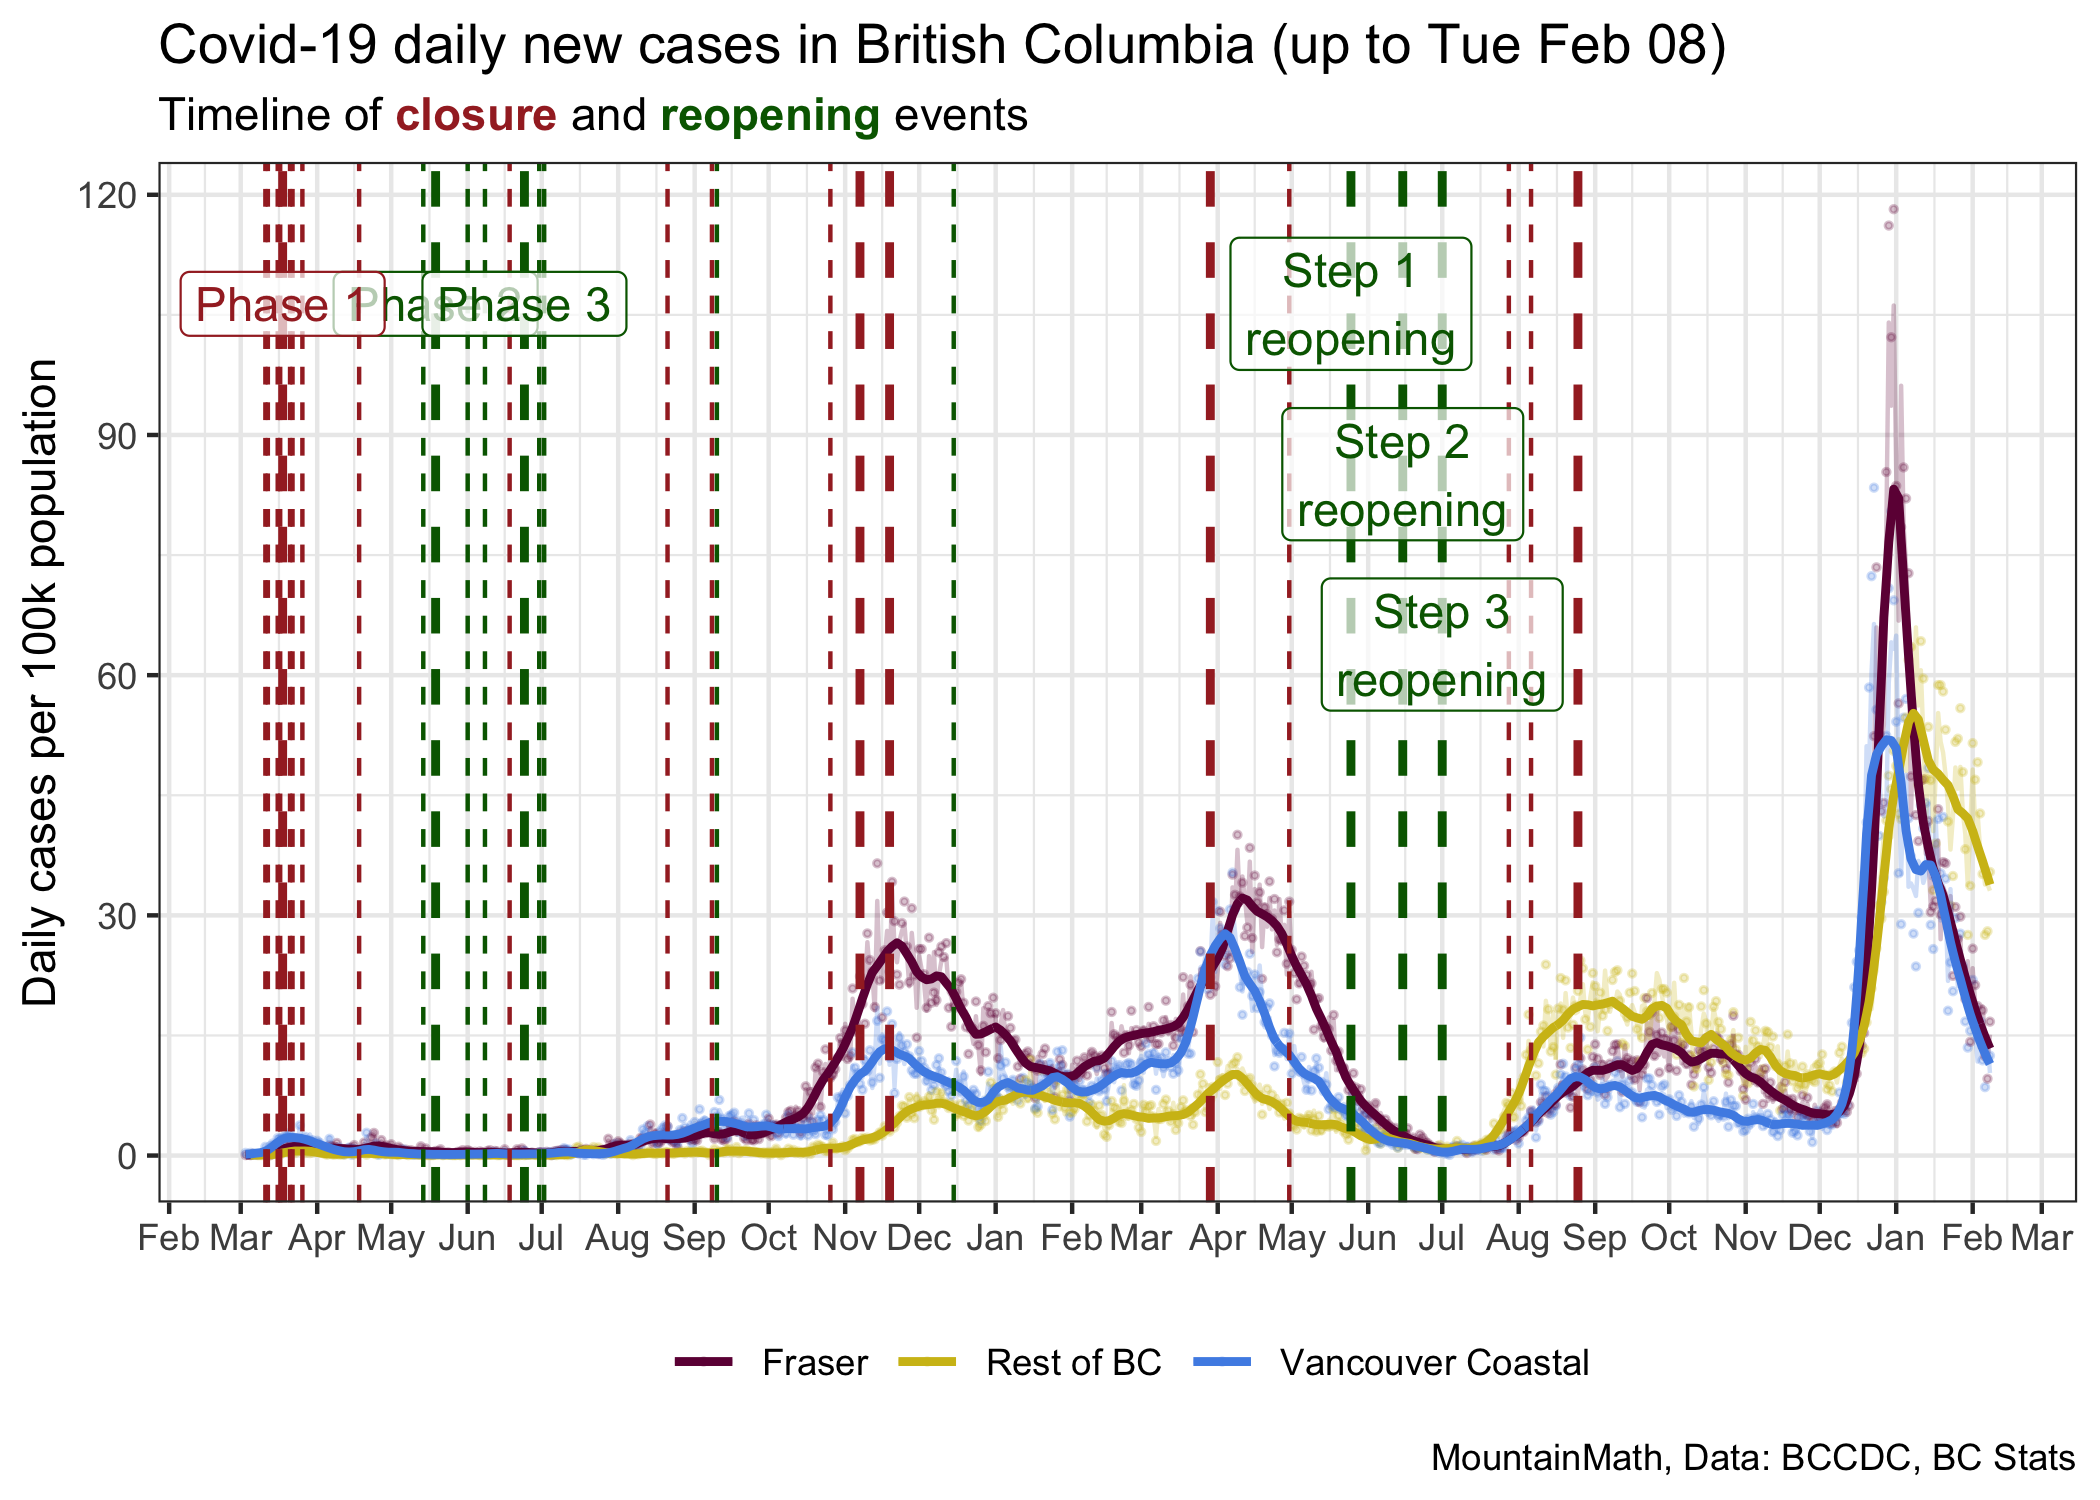 Covid-19 daily new cases in British Columbia (up to Tue Feb 08)
Timeline of closure and reopening events
Daily cases per 100k population
120
90
60
30
0
Phase 1
Phase 2
Phase 3
Step 1
reopening
Step 2
reopening
Step 3
reopening
Feb Mar Apr May Jun Jul Aug Sep Oct Nov Dec Jan Feb Mar Apr May Jun Jul Aug Sep Oct Nov Dec Jan Feb Mar
Fraser Rest of BC Vancouver Coastal
MountainMath, Data: BCCDC, BC Stats